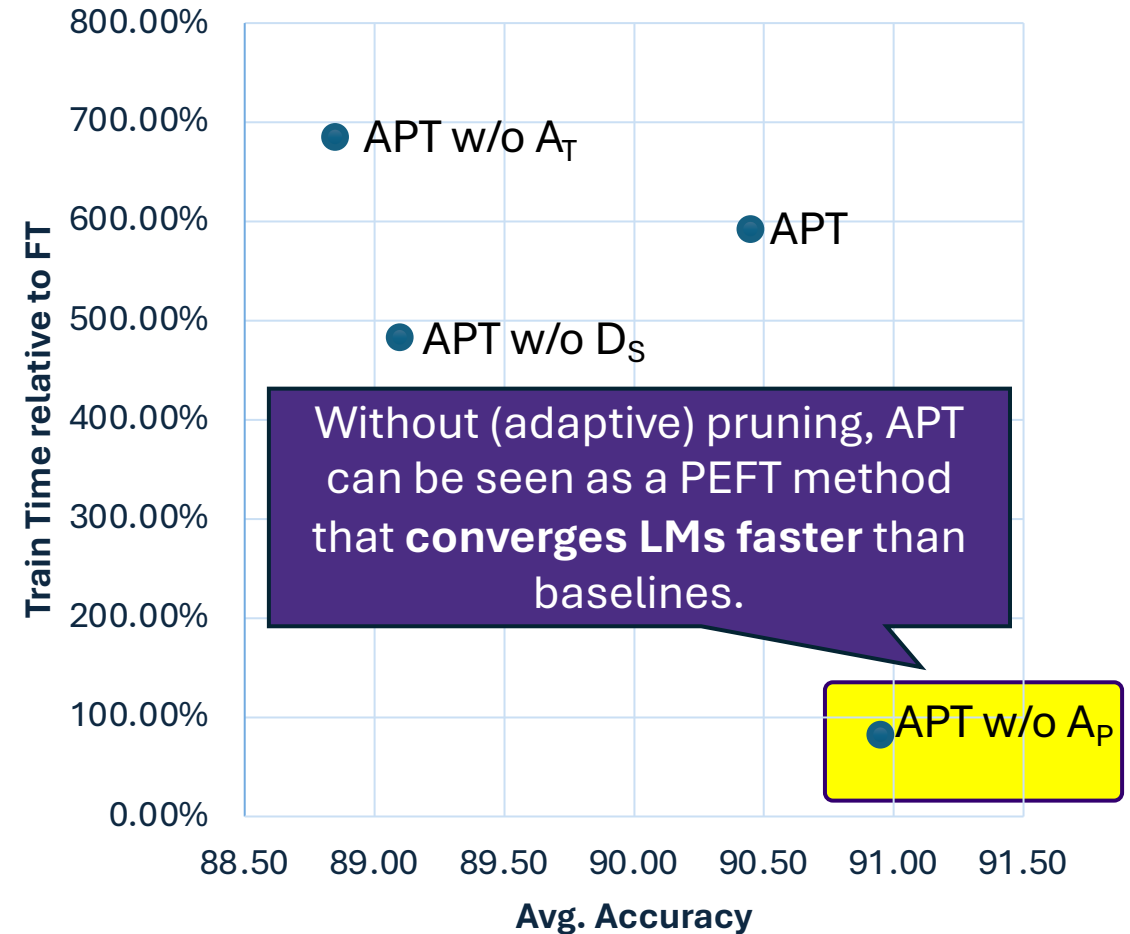 800.00%
700.00%
600.00%
500.00%
400.00%
300.00%
200.00%
100.00%
0.00%
Train Time relative to FT
APT w/o A_T
APT
APT w/o D_S
Without (adaptive) pruning, APT
can be seen as a PEFT method
that converges LMs faster than
baselines.
APT w/o A_P
88.50 89.00 89.50 90.00 90.50 91.00 91.50
Avg. Accuracy